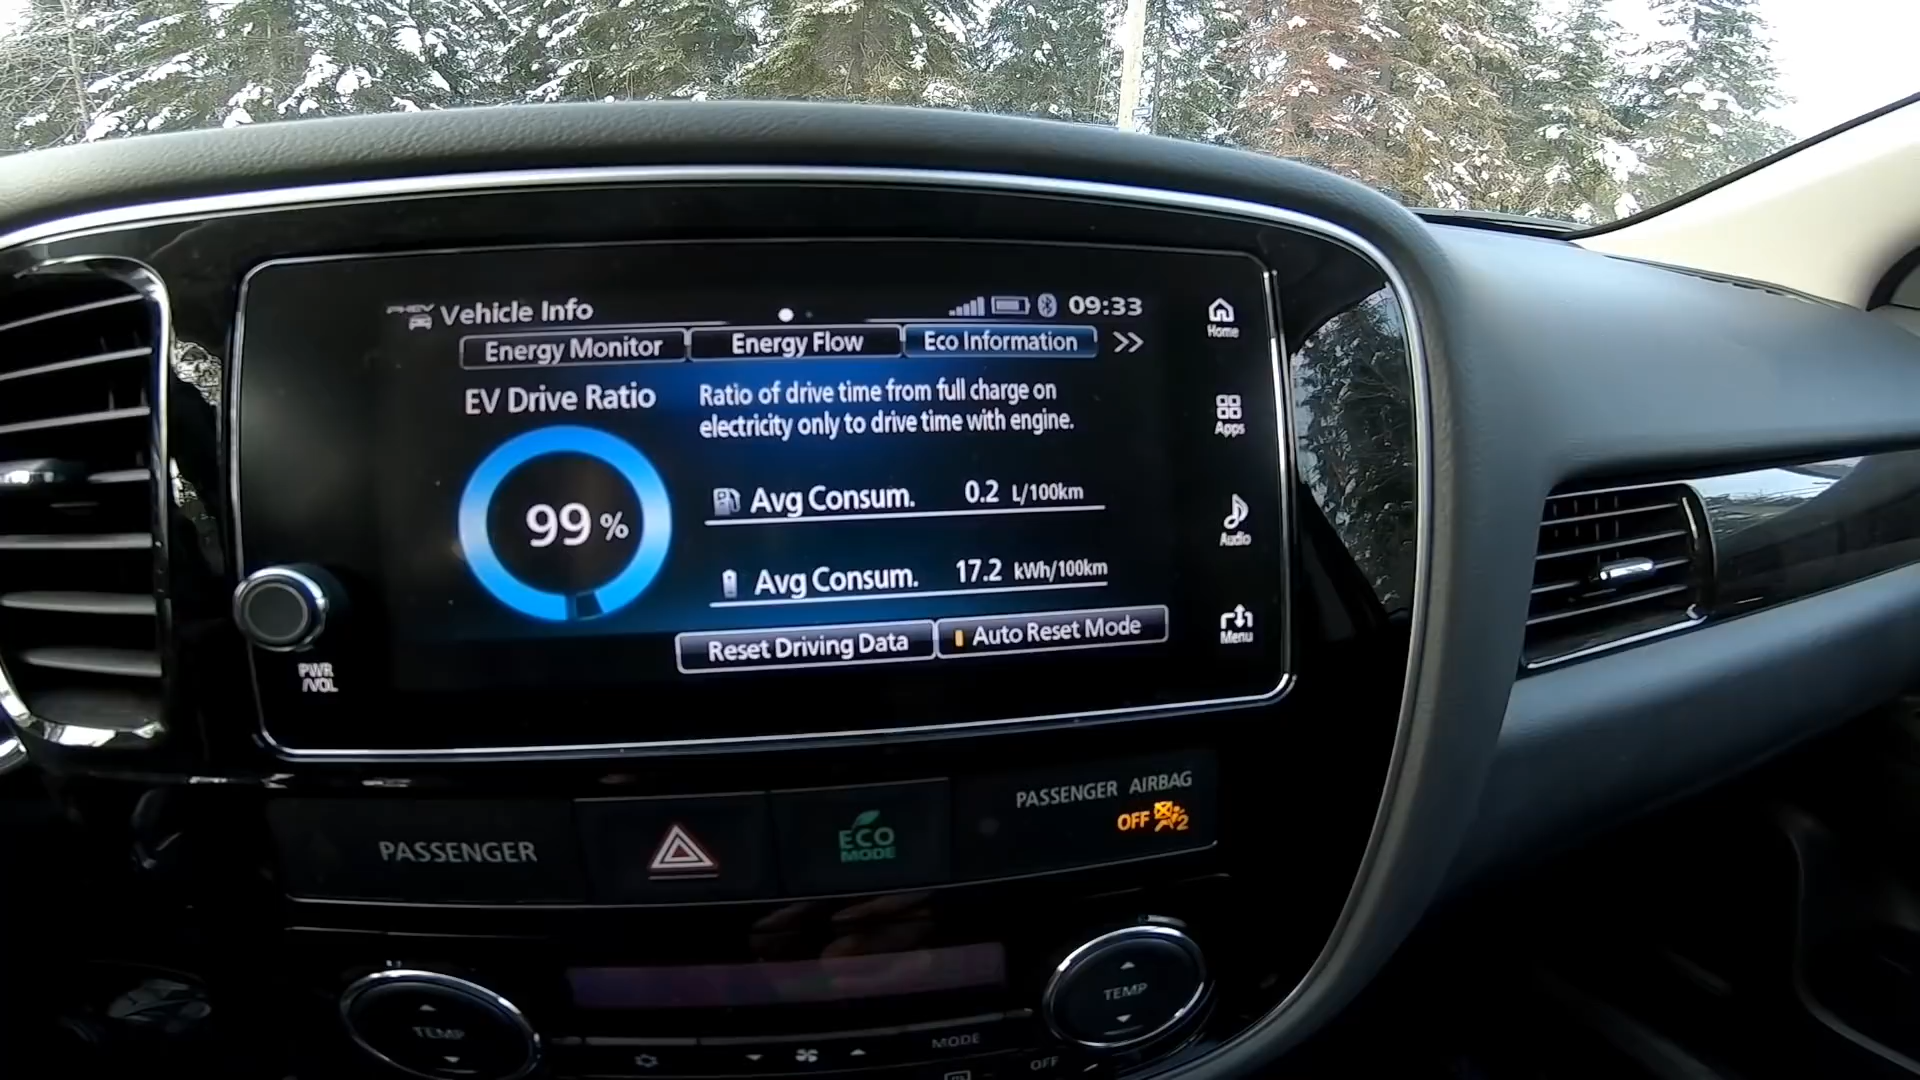 PHEV Vehicle Info 09:33
Energy Monitor Energy Flow Eco Information >>
EV Drive Ratio
Ratio of drive time from full charge on
electricity only to drive time with engine.
99 %
Avg Consum. 0.2 L/100km
Avg Consum. 17.2 kWh/100km
Reset Driving Data Auto Reset Mode
Home
Apps
Audio
Menu
PWR
/VOL
PASSENGER
ECO
MODE
PASSENGER AIRBAG
OFF 2
TEMP
TEMP
MODE
OFF